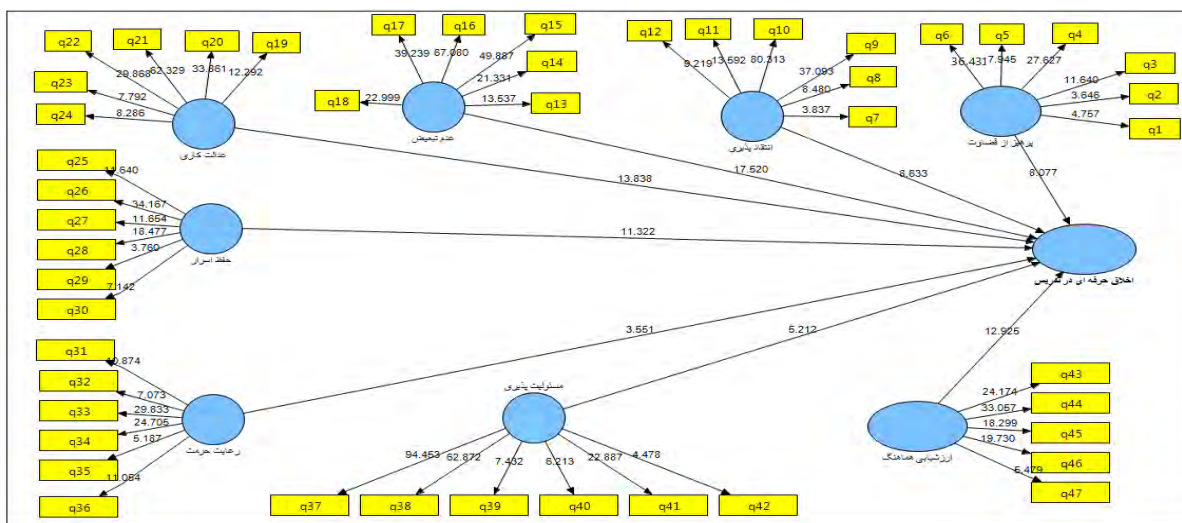 q22
q21
q20
q19
q23
q24
29.868
62.329
33.861
12.292
7.792
8.286
عدالت کاری
q17
q16
q15
q14
q18
q13
39.239
67.080
49.887
21.331
22.999
13.537
عدم تبعیض
q12
q11
q10
q9
q8
q7
9.219
13.592
80.313
37.093
8.480
3.837
انتقاد پذیری
q6
q5
q4
q3
q2
q1
36.431
7.945
27.627
11.640
3.646
4.757
پرهیز از قضاوت
13.838
17.520
8.633
8.077
q25
q26
q27
q28
q29
q30
11.640
34.167
11.654
18.477
3.760
7.142
حفظ اسرار
11.322
اخلاق حرفه ای در تدریس
q31
q32
q33
q34
q35
q36
10.874
7.073
29.833
24.705
5.187
11.054
رعایت حرمت
3.551
مسئولیت پذیری
5.212
94.453
62.872
7.432
6.213
22.887
4.478
q37
q38
q39
q40
q41
q42
12.925
q43
q44
q45
q46
q47
24.174
33.057
18.299
19.730
5.479
ارزشیابی هماهنگ